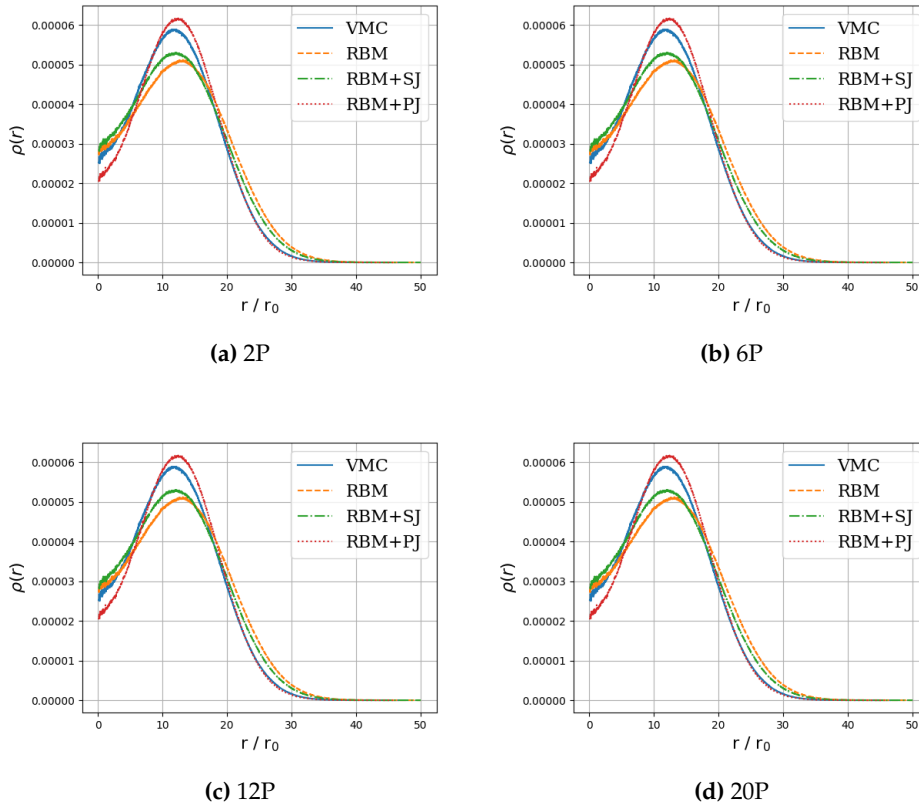 0.00006
0.00005
0.00004
0.00003
0.00002
0.00001
0.00000
ρ(r)
0 10 20 30 40 50
r / r0
VMC
RBM
RBM+SJ
RBM+PJ
(a) 2P
0.00006
0.00005
0.00004
0.00003
0.00002
0.00001
0.00000
ρ(r)
0 10 20 30 40 50
r / r0
VMC
RBM
RBM+SJ
RBM+PJ
(b) 6P
0.00006
0.00005
0.00004
0.00003
0.00002
0.00001
0.00000
ρ(r)
0 10 20 30 40 50
r / r0
VMC
RBM
RBM+SJ
RBM+PJ
(c) 12P
0.00006
0.00005
0.00004
0.00003
0.00002
0.00001
0.00000
ρ(r)
0 10 20 30 40 50
r / r0
VMC
RBM
RBM+SJ
RBM+PJ
(d) 20P